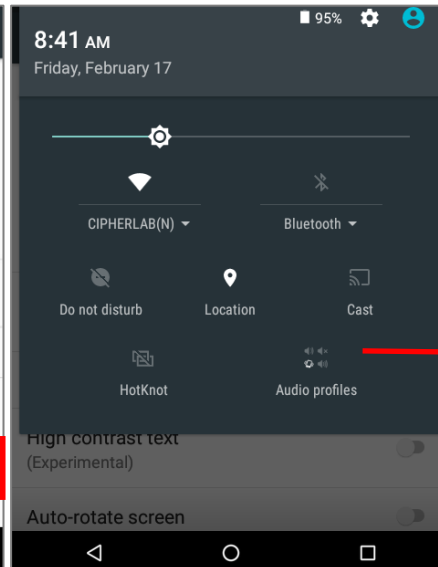 95%
8:41 AM
Friday, February 17
CIPHERLAB(N)
Bluetooth
Do not disturb
Location
Cast
HotKnot
Audio profiles
High contrast text
(Experimental)
Auto-rotate screen